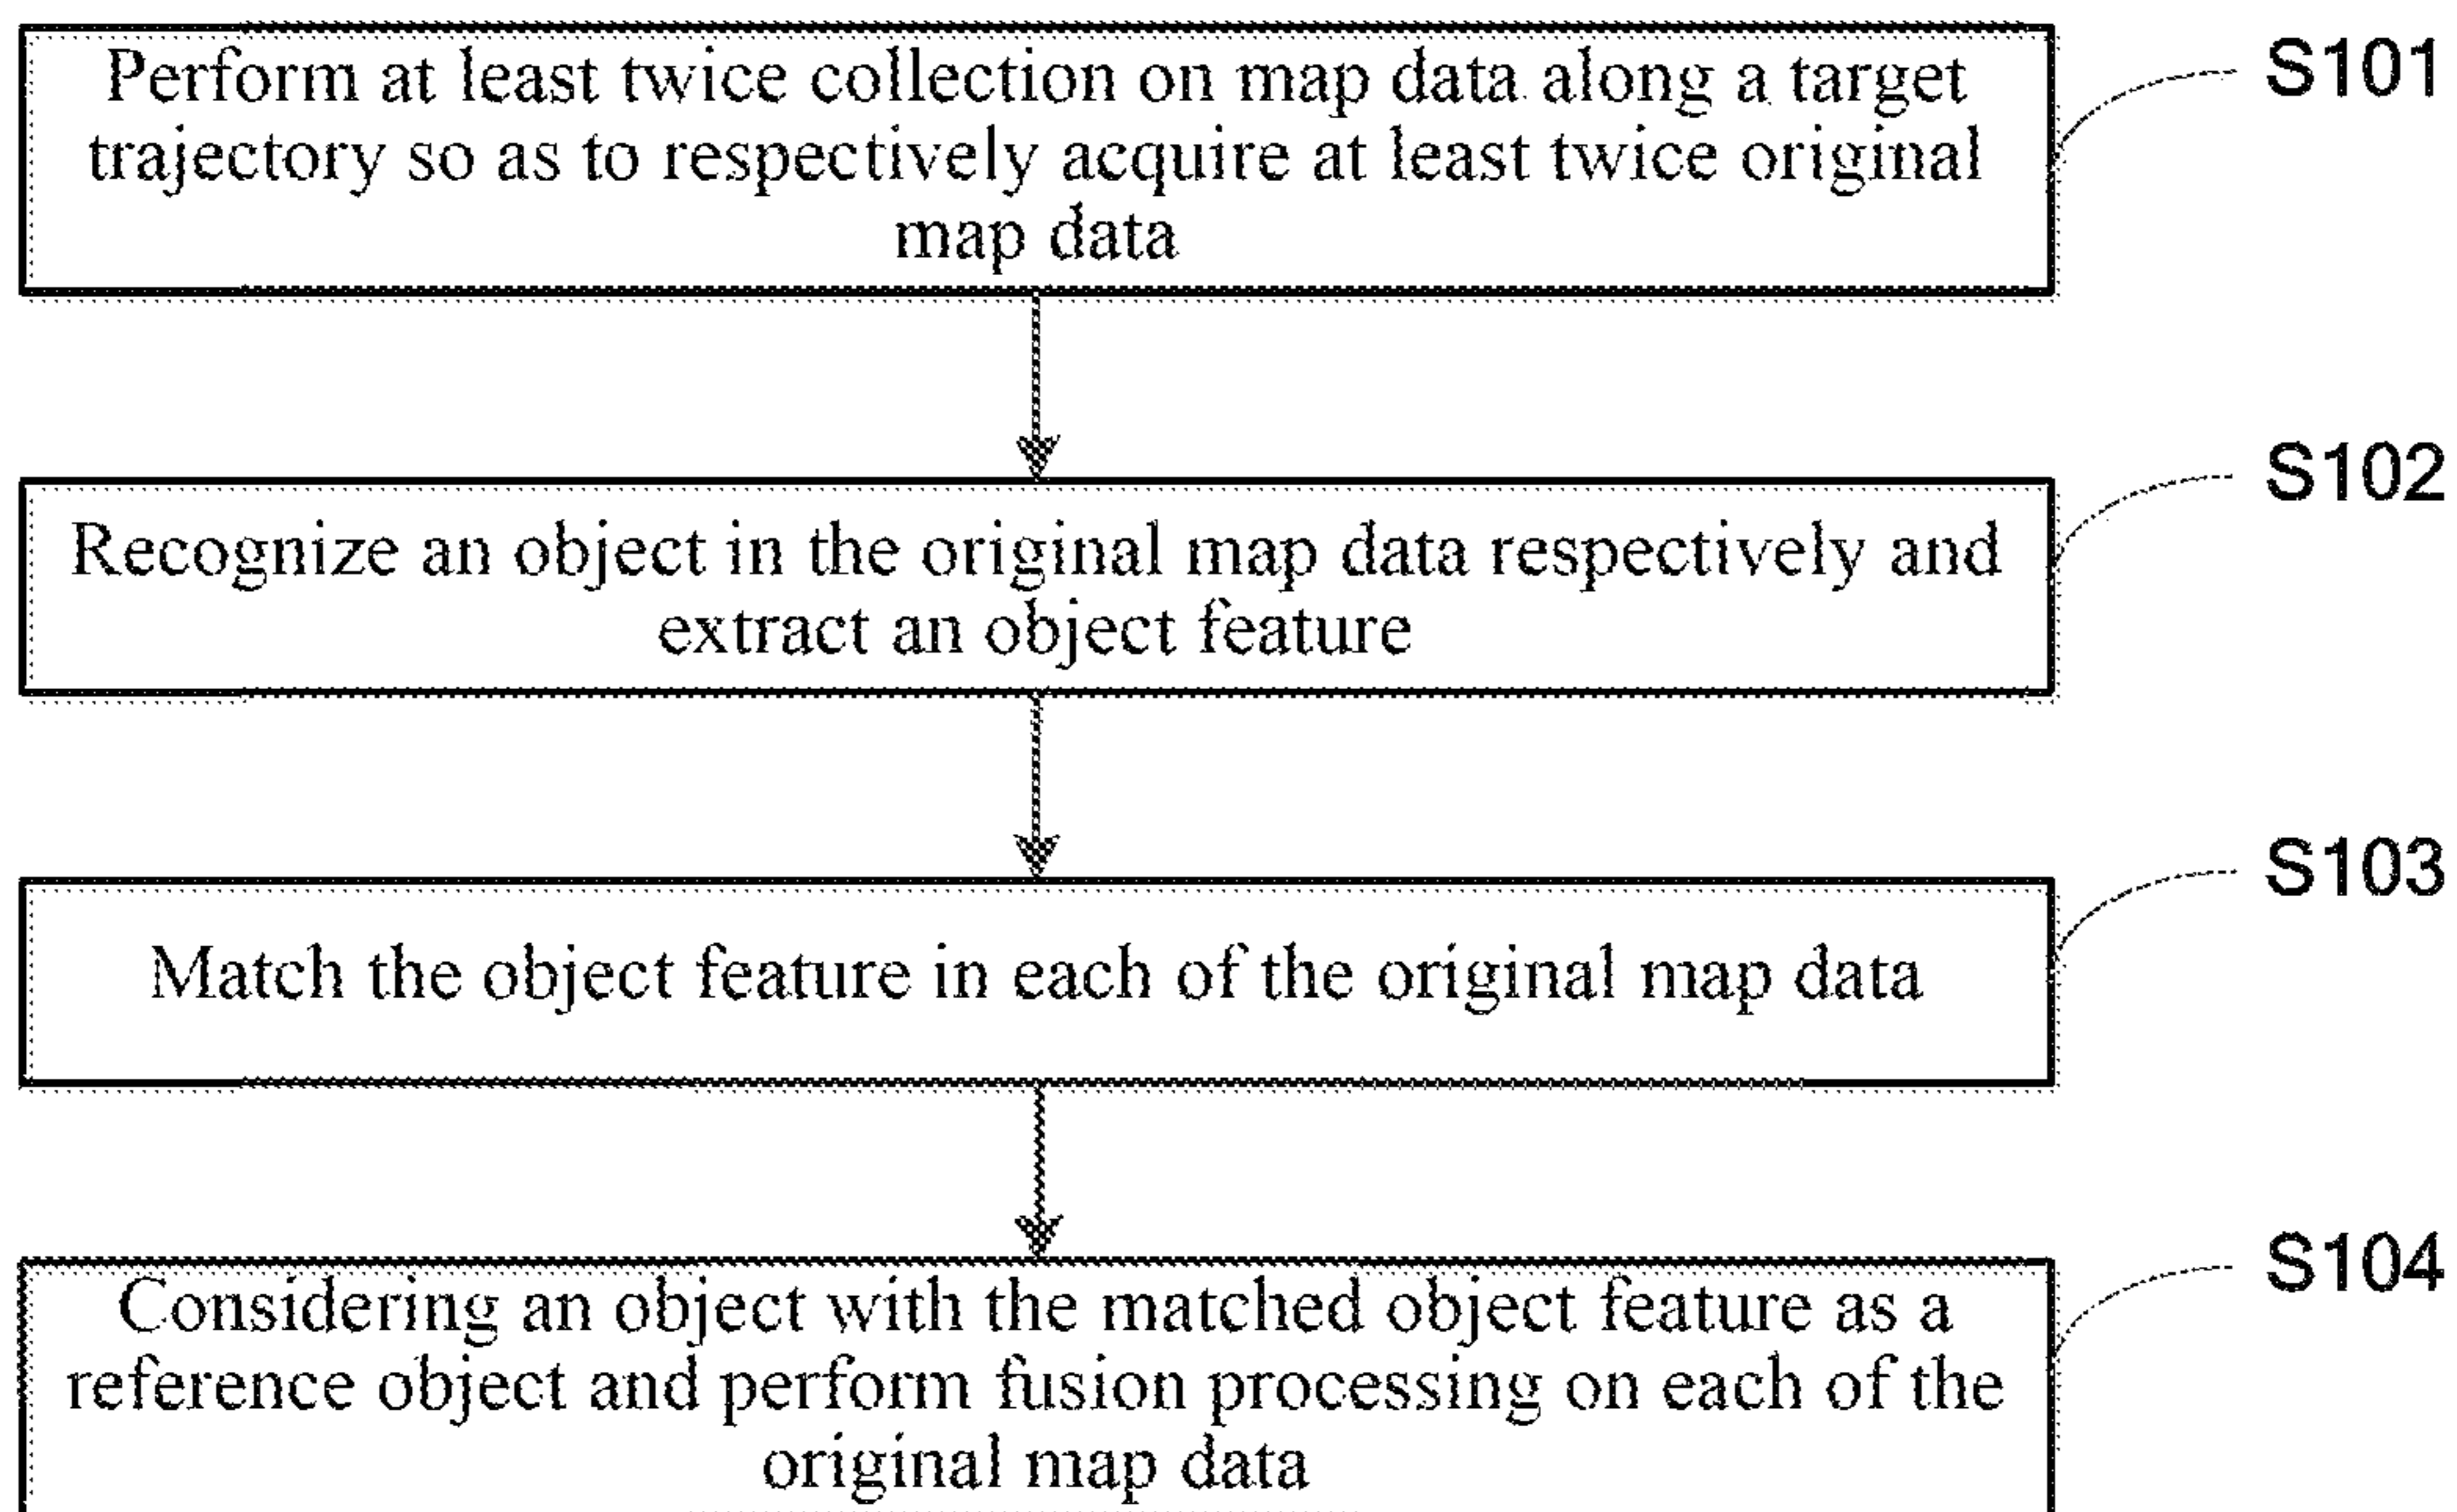 Perform at least twice collection on map data along a target
trajectory so as to respectively acquire at least twice original
map data
S101
Recognize an object in the original map data respectively and
extract an object feature
S102
Match the object feature in each of the original map data
S103
Considering an object with the matched object feature as a
reference object and perform fusion processing on each of the
original map data
S104